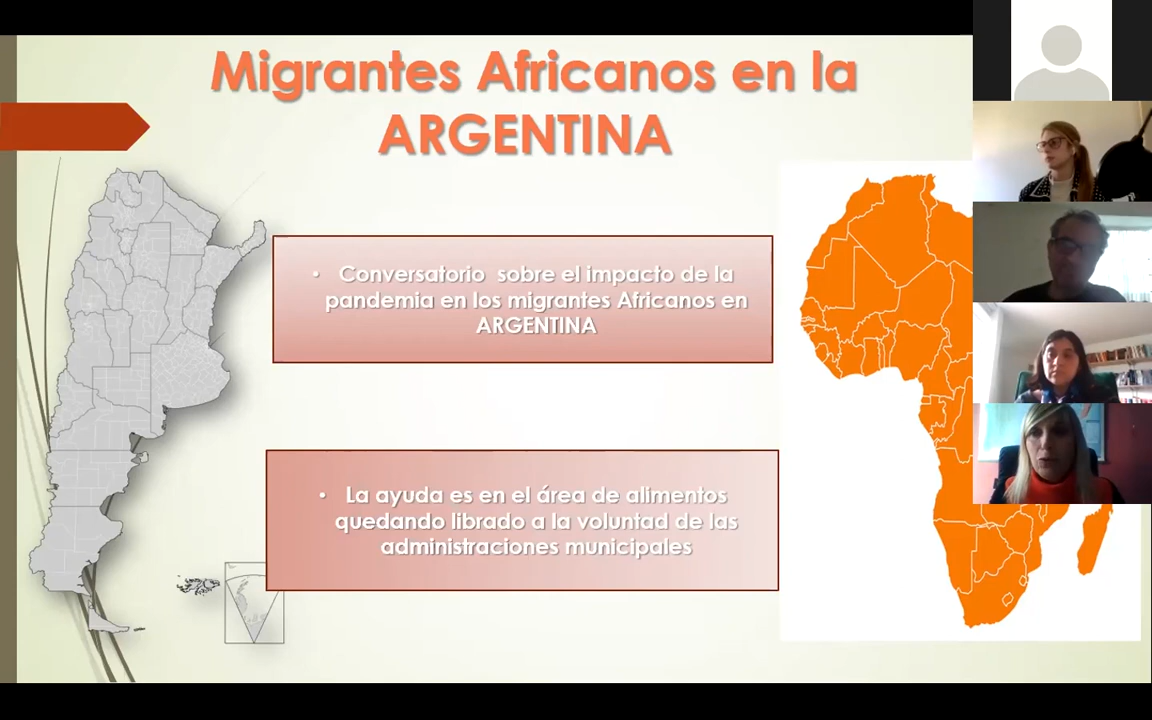 Migrantes Africanos en la
ARGENTINA
• Conversatorio sobre el impacto de la
pandemia en los migrantes Africanos en
ARGENTINA
• La ayuda es en el área de alimentos
quedando librado a la voluntad de las
administraciones municipales